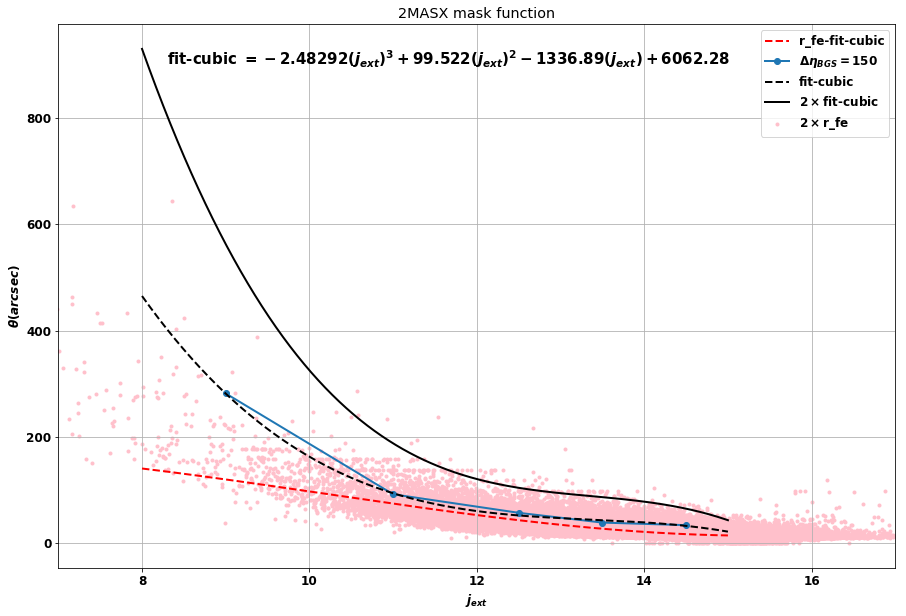 2MASX mask function
fit-cubic = −2.48292(j_ext)³ + 99.522(j_ext)² − 1336.89(j_ext) + 6062.28
r_fe-fit-cubic
Δη_BGS = 150
fit-cubic
2 × fit-cubic
2 × r_fe
800
600
400
200
0
θ(arcsec)
8 10 12 14 16
j_ext